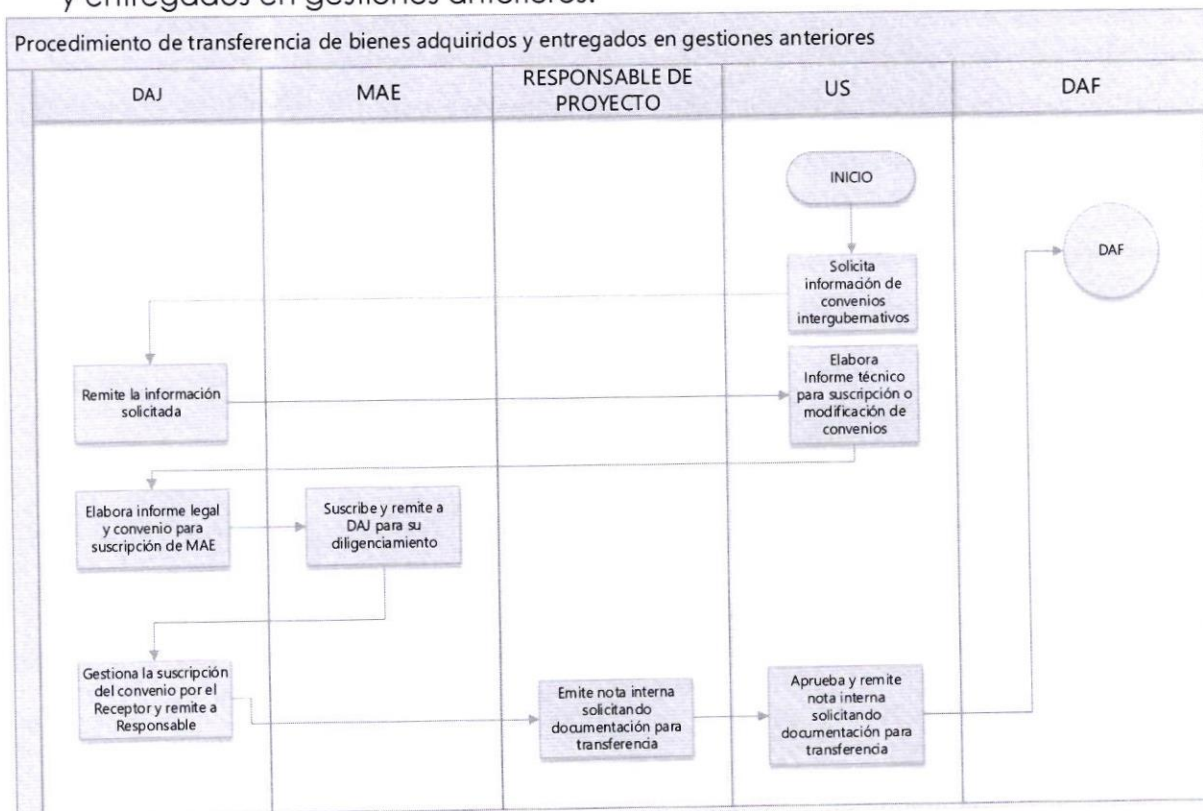 y entregados en gestiones anteriores.
Procedimiento de transferencia de bienes adquiridos y entregados en gestiones anteriores
DAJ
MAE
RESPONSABLE DE
PROYECTO
US
DAF
INICIO
DAF
Solicita
información de
convenios
intergubernativos
Remite la información
solicitada
Elabora
Informe técnico
para suscripción o
modificación de
convenios
Elabora informe legal
y convenio para
suscripción de MAE
Suscribe y remite a
DAJ para su
diligenciamiento
Gestiona la suscripción
del convenio por el
Receptor y remite a
Responsable
Emite nota interna
solicitando
documentación para
transferencia
Aprueba y remite
nota interna
solicitando
documentación para
transferencia